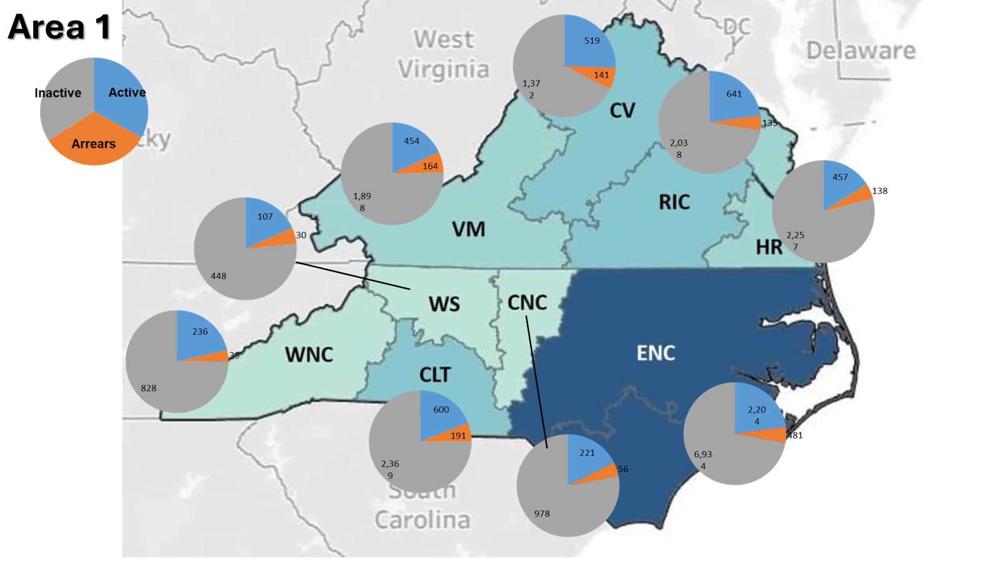 Area 1
West
Virginia
DC
Delaware
Inactive
Active
Arrears
cky
519
141
1,37
2
CV
641
135
2,03
8
454
164
1,89
8
457
138
2,25
7
RIC
VM
HR
107
30
448
WS
CNC
236
39
828
WNC
ENC
CLT
600
191
2,36
9
2,20
4
481
6,93
4
221
56
978
South
Carolina